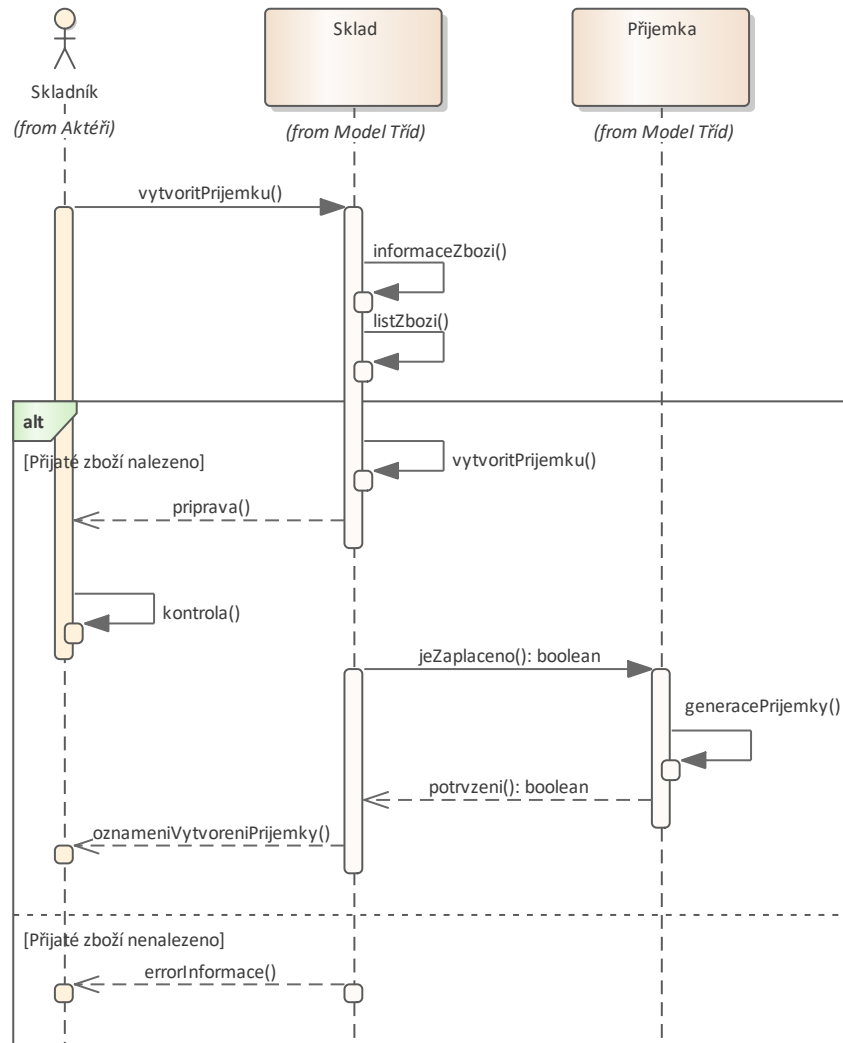 Skladník
(from Aktéři)
Sklad
(from Model Tříd)
Přijemka
(from Model Tříd)
vytvoritPrijemku()
informaceZbozi()
listZbozi()
alt
[Přijaté zboží nalezeno]
vytvoritPrijemku()
priprava()
kontrola()
jeZaplaceno(): boolean
generacePrijemky()
potrvzeni(): boolean
oznameniVytvoreniPrijemky()
[Přijaté zboží nenalezeno]
errorInformace()